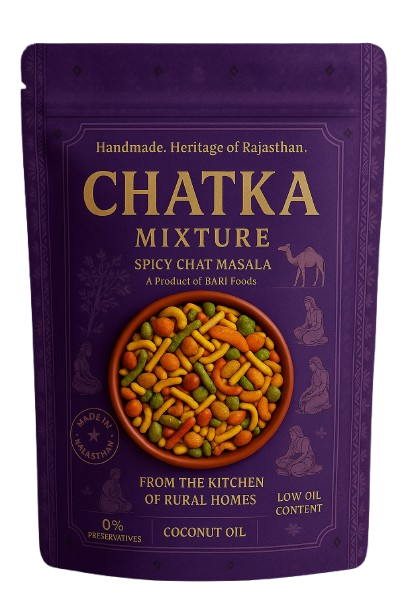 Handmade. Heritage of Rajasthan.
CHATKA
MIXTURE
SPICY CHAT MASALA
A Product of BARI Foods
MADE IN
RALASTHAN
FROM THE KITCHEN
OF RURAL HOMES
LOW OIL
CONTENT
0%
PRESERVATIVES
COCONUT OIL